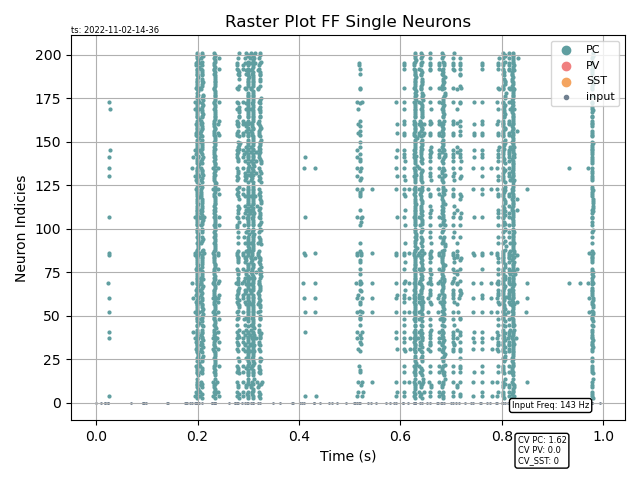 Raster Plot FF Single Neurons
ts: 2022-11-02-14-36
PC
PV
SST
input
200
175
150
125
100
75
50
25
0
Neuron Indicies
Input Freq: 143 Hz
0.0 0.2 0.4 0.6 0.8 1.0
Time (s)
CV PC: 1.62
CV PV: 0.0
CV_SST: 0